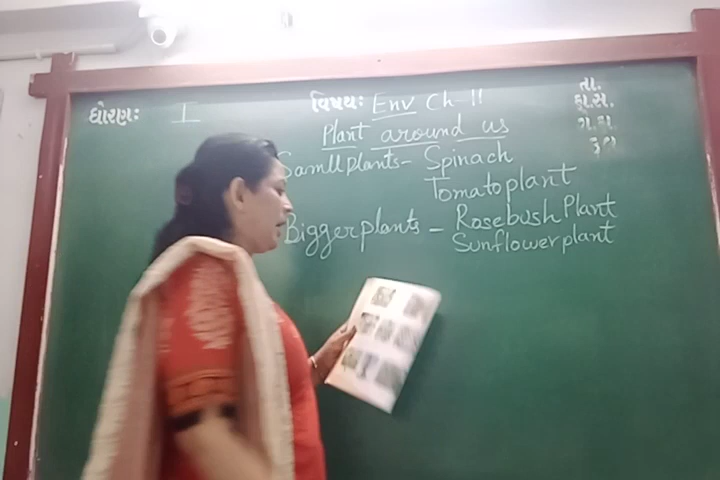 ધોરણઃ I વિષયઃ Env Ch-11
તા.
Plant around us
કા.સ.
Samll plants- Spinach
ગે.હા.
Tomato plant
કુલ
Bigger plants - Rosebush Plant
Sunflower plant